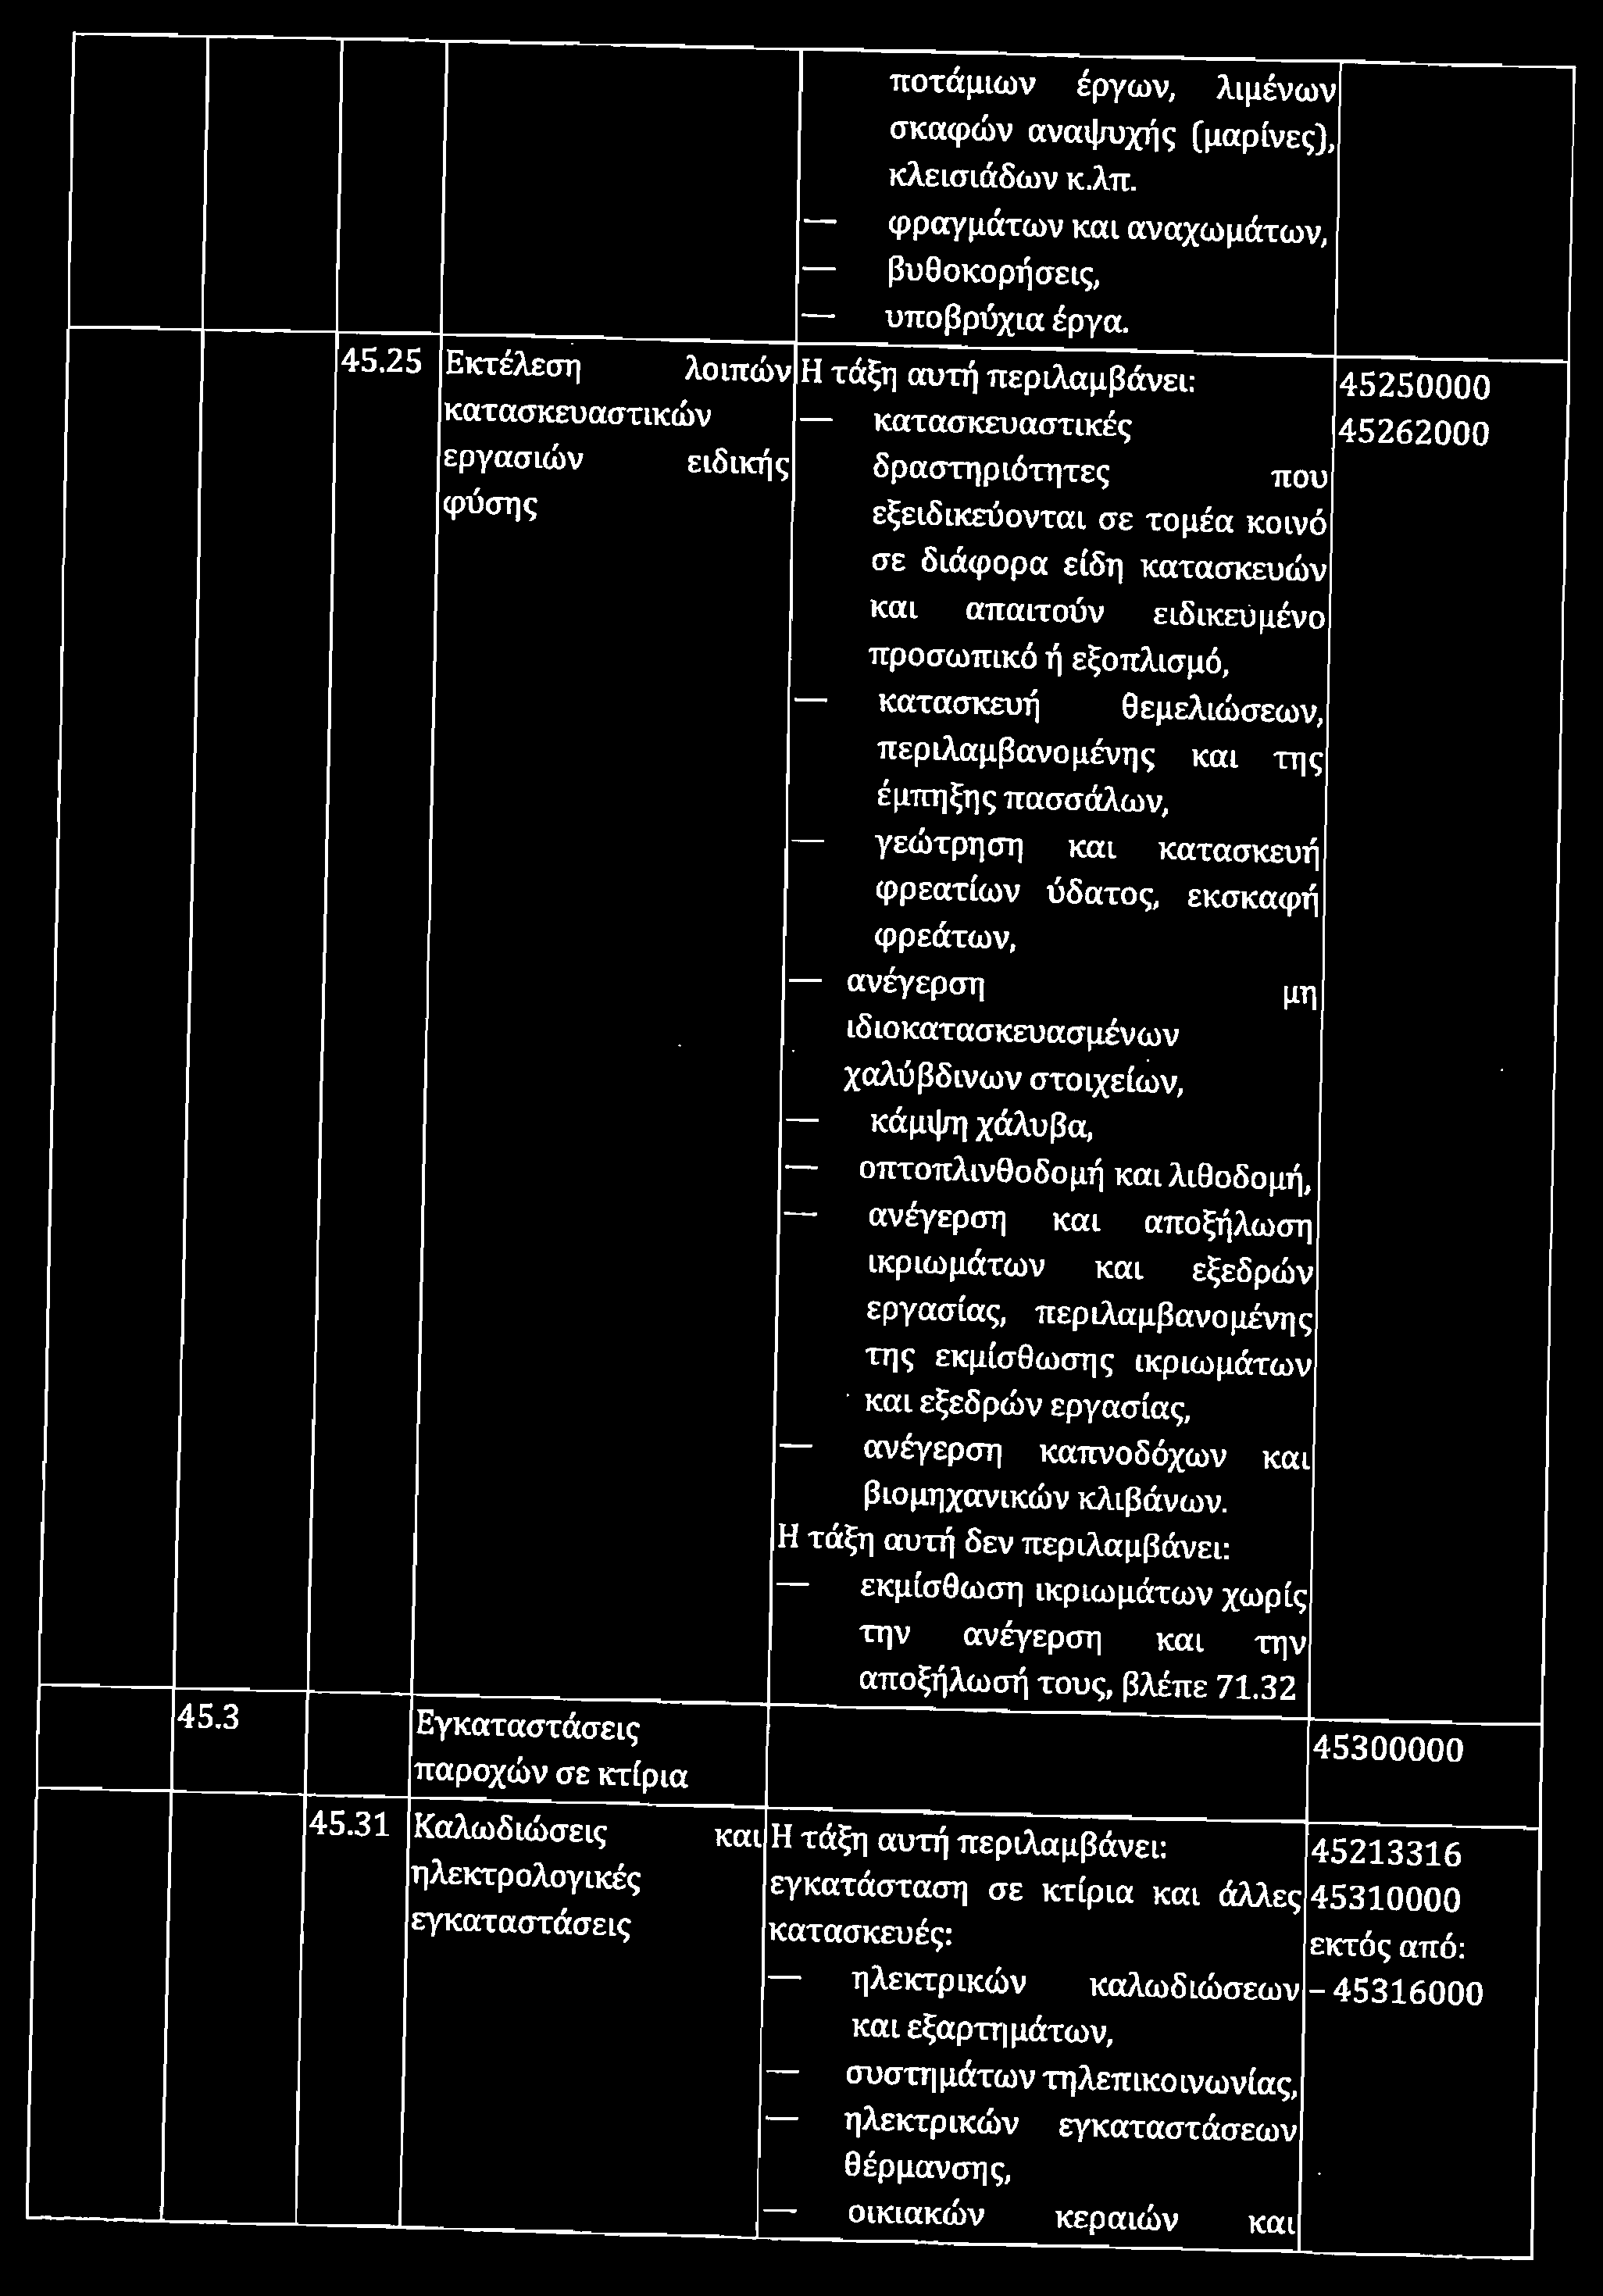 ποτάμιων έργων, λιμένων
σκαφών αναψυχής (μαρίνες),
κλεισιάδων κ.λπ.
— φραγμάτων και αναχωμάτων,
— βυθοκορήσεις,
— υποβρύχια έργα.
45.25 Εκτέλεση λοιπών
κατασκευαστικών
εργασιών ειδικής
φύσης
Η τάξη αυτή περιλαμβάνει:
— κατασκευαστικές
δραστηριότητες που
εξειδικεύονται σε τομέα κοινό
σε διάφορα είδη κατασκευών
και απαιτούν ειδικευμένο
προσωπικό ή εξοπλισμό,
— κατασκευή θεμελιώσεων,
περιλαμβανομένης και της
έμπηξης πασσάλων,
— γεώτρηση και κατασκευή
φρεατίων ύδατος, εκσκαφή
φρεάτων,
— ανέγερση μη
ιδιοκατασκευασμένων
χαλύβδινων στοιχείων,
— κάμψη χάλυβα,
— οπτοπλινθοδομή και λιθοδομή,
— ανέγερση και αποξήλωση
ικριωμάτων και εξεδρών
εργασίας, περιλαμβανομένης
της εκμίσθωσης ικριωμάτων
και εξεδρών εργασίας,
— ανέγερση καπνοδόχων και
βιομηχανικών κλιβάνων.
Η τάξη αυτή δεν περιλαμβάνει:
— εκμίσθωση ικριωμάτων χωρίς
την ανέγερση και την
αποξήλωσή τους, βλέπε 71.32
45250000
45262000
45.3 Εγκαταστάσεις
παροχών σε κτίρια
45300000
45.31 Καλωδιώσεις και
ηλεκτρολογικές
εγκαταστάσεις
Η τάξη αυτή περιλαμβάνει:
εγκατάσταση σε κτίρια και άλλες
κατασκευές:
— ηλεκτρικών καλωδιώσεων
και εξαρτημάτων,
— συστημάτων τηλεπικοινωνίας,
— ηλεκτρικών εγκαταστάσεων
θέρμανσης,
— οικιακών κεραιών και
45213316
45310000
εκτός από:
– 45316000